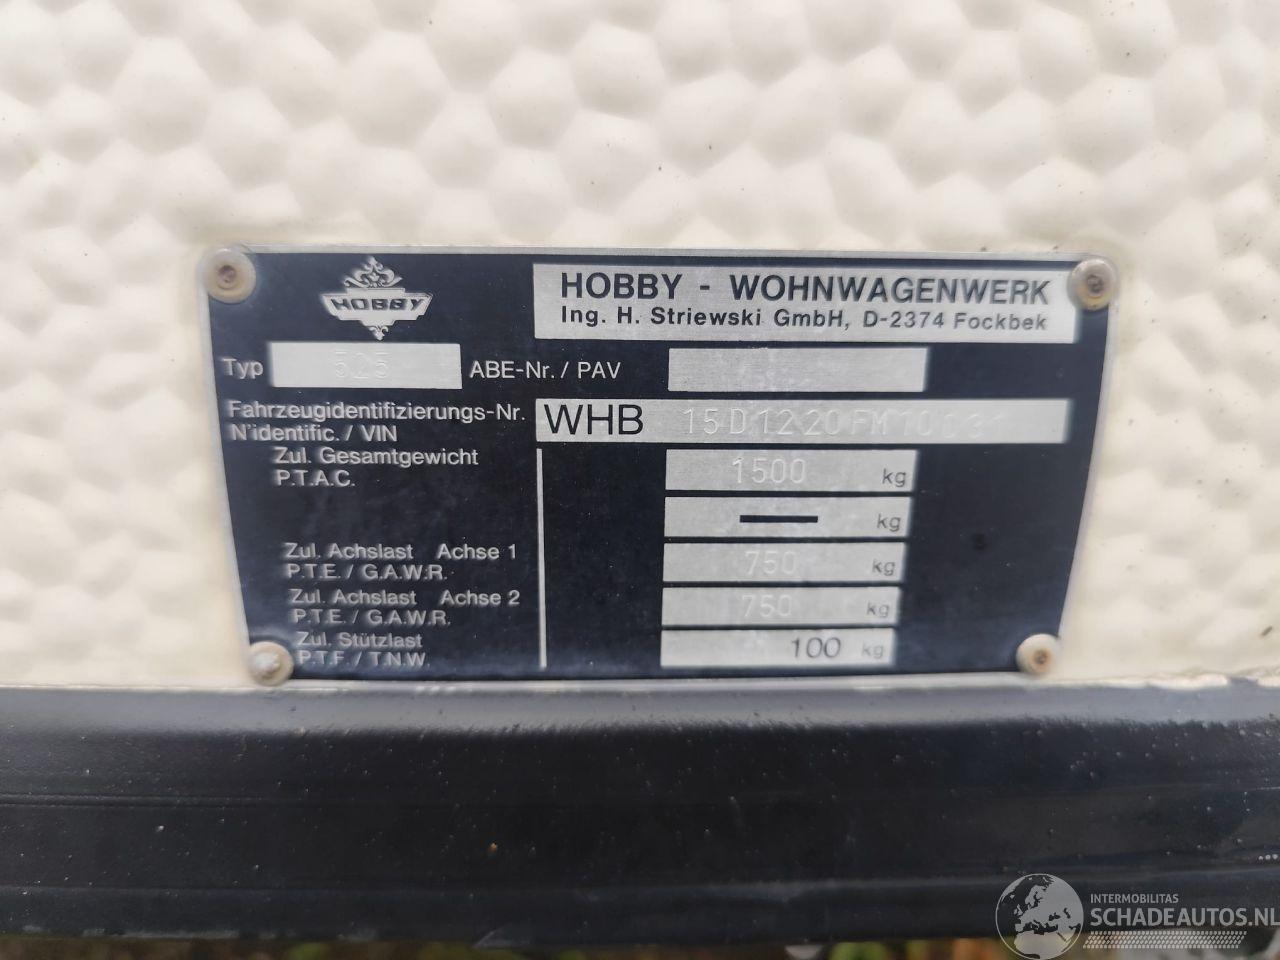 HOBBY
HOBBY - WOHNWAGENWERK
Ing. H. Striewski GmbH, D-2374 Fockbek
Typ 525 ABE-Nr. / PAV
Fahrzeugidentifizierungs-Nr.
N'identific. / VIN
WHB 15D1220FM10031
Zul. Gesamtgewicht
P.T.A.C.
1500 kg
kg
Zul. Achslast Achse 1
P.T.E. / G.A.W.R.
750 kg
Zul. Achslast Achse 2
P.T.E. / G.A.W.R.
750 kg
Zul. Stützlast
P.T.F. / T.N.W.
100 kg
INTERMOBILITAS
SCHADEAUTOS.NL